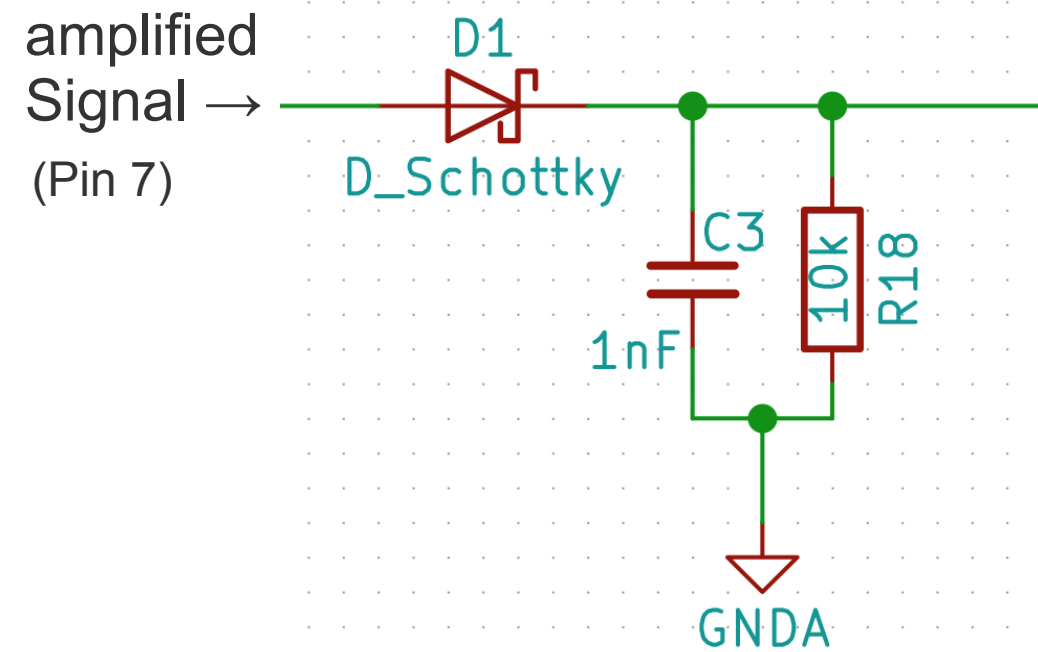 amplified
Signal →
(Pin 7)
D1
D_Schottky
C3
1nF
10k
R18
GNDA